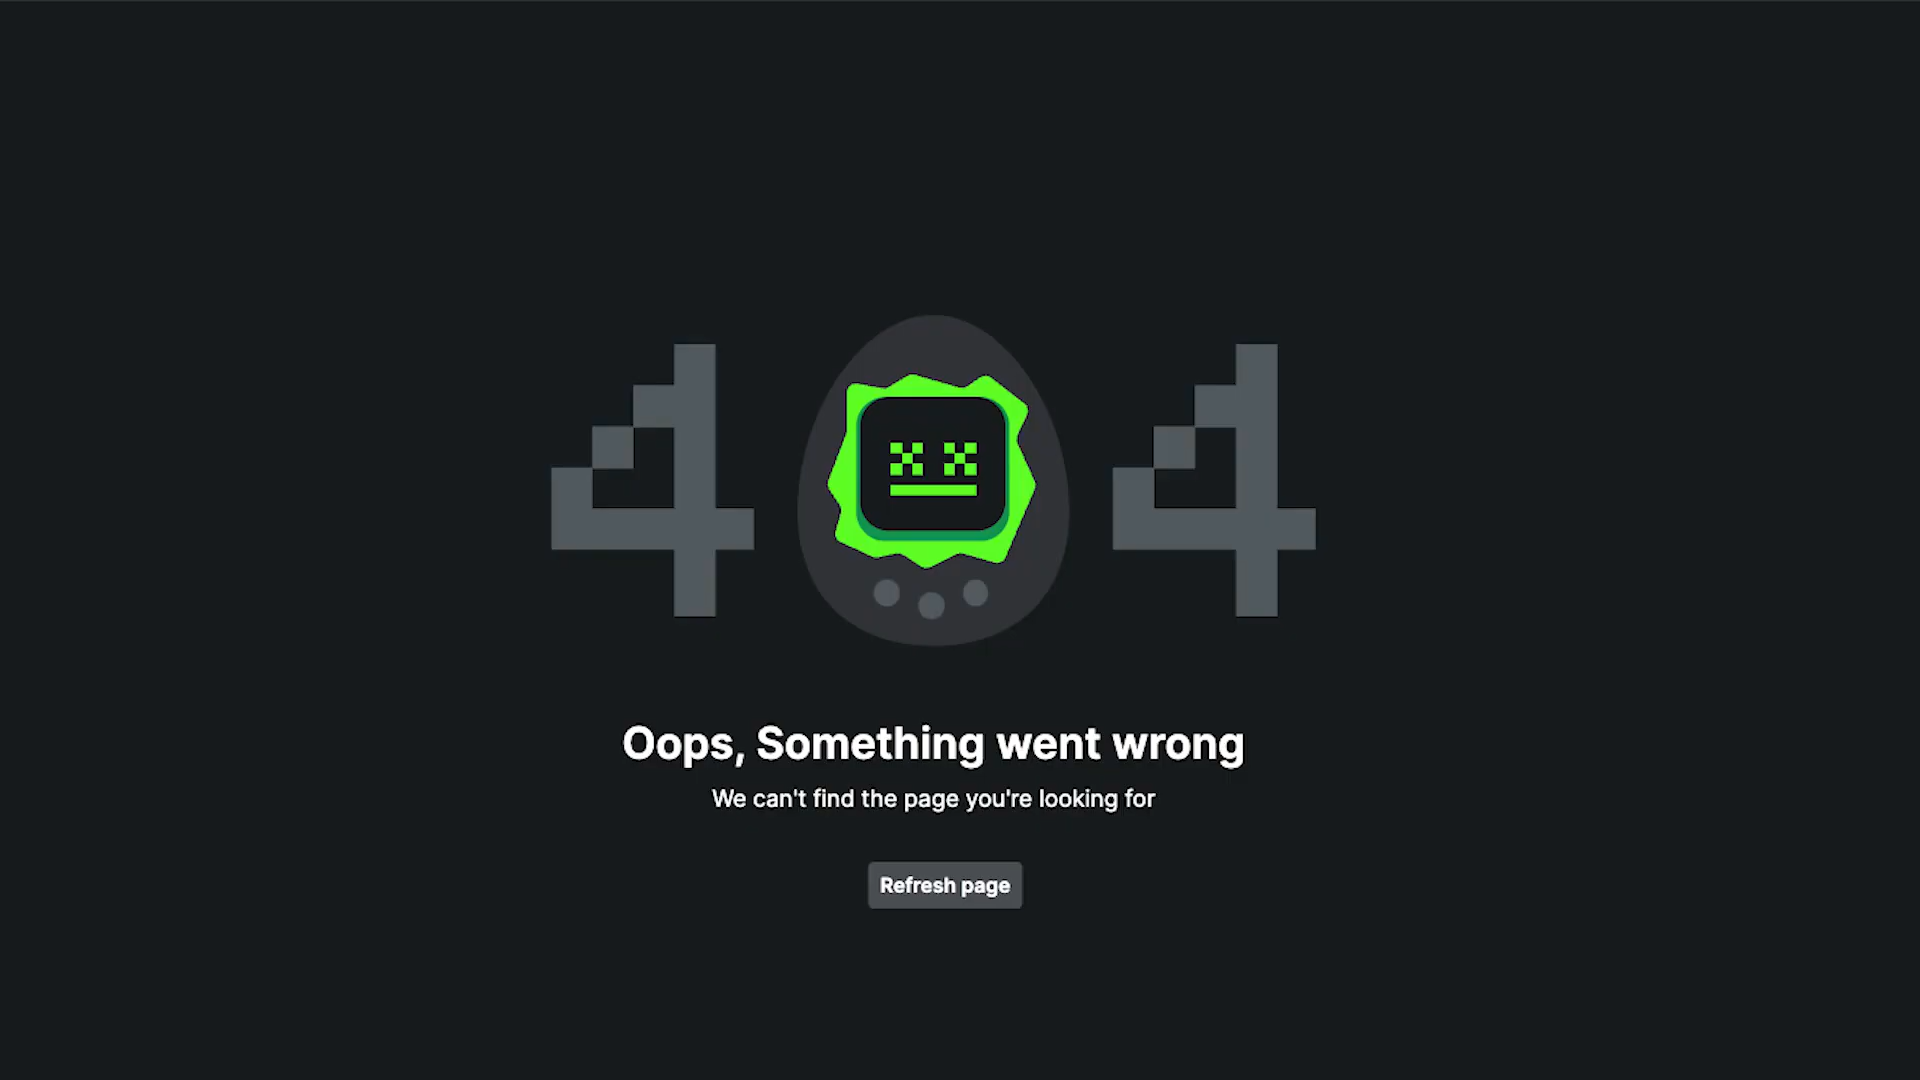 404
Oops, Something went wrong
We can't find the page you're looking for
Refresh page